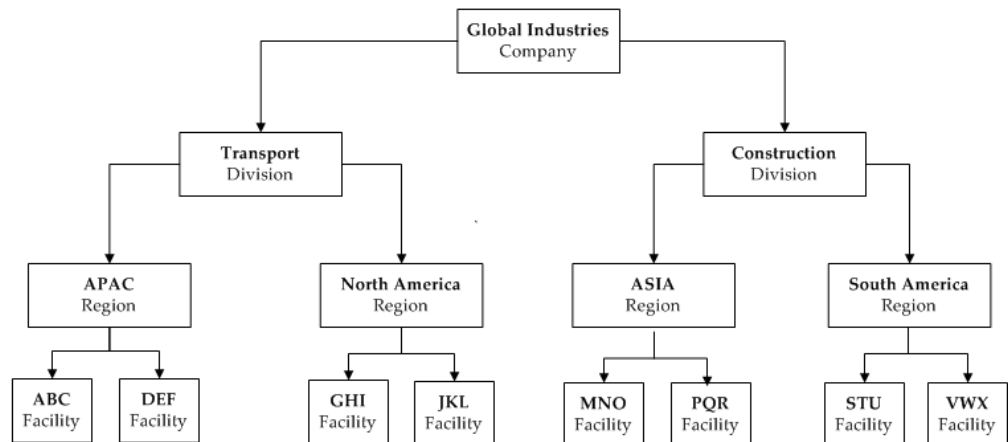 Global Industries
Company
Transport
Division
Construction
Division
APAC
Region
North America
Region
ASIA
Region
South America
Region
ABC
Facility
DEF
Facility
GHI
Facility
JKL
Facility
MNO
Facility
PQR
Facility
STU
Facility
VWX
Facility